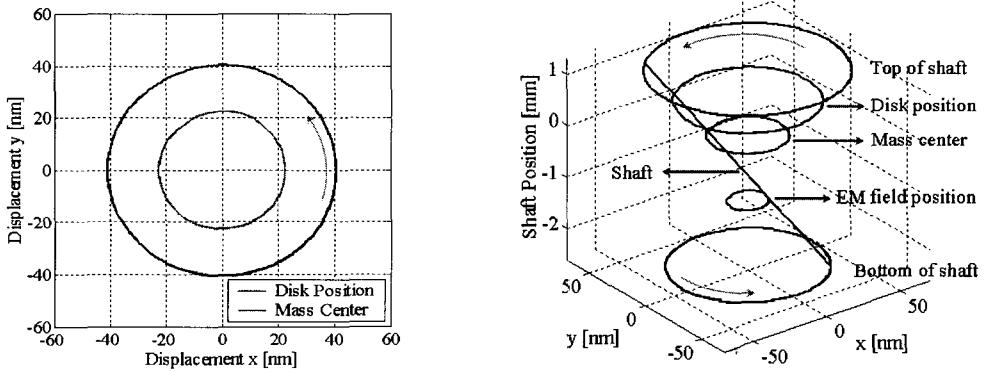 60
40
20
0
-20
-40
-60
-60 -40 -20 0 20 40 60
Displacement y [nm]
Displacement x [nm]
Disk Position
Mass Center
1
0
-1
-2
Shaft Position [mm]
Top of shaft
Disk position
Mass center
Shaft
EM field position
Bottom of shaft
50
0
-50
y [nm]
-50
0
50
x [nm]